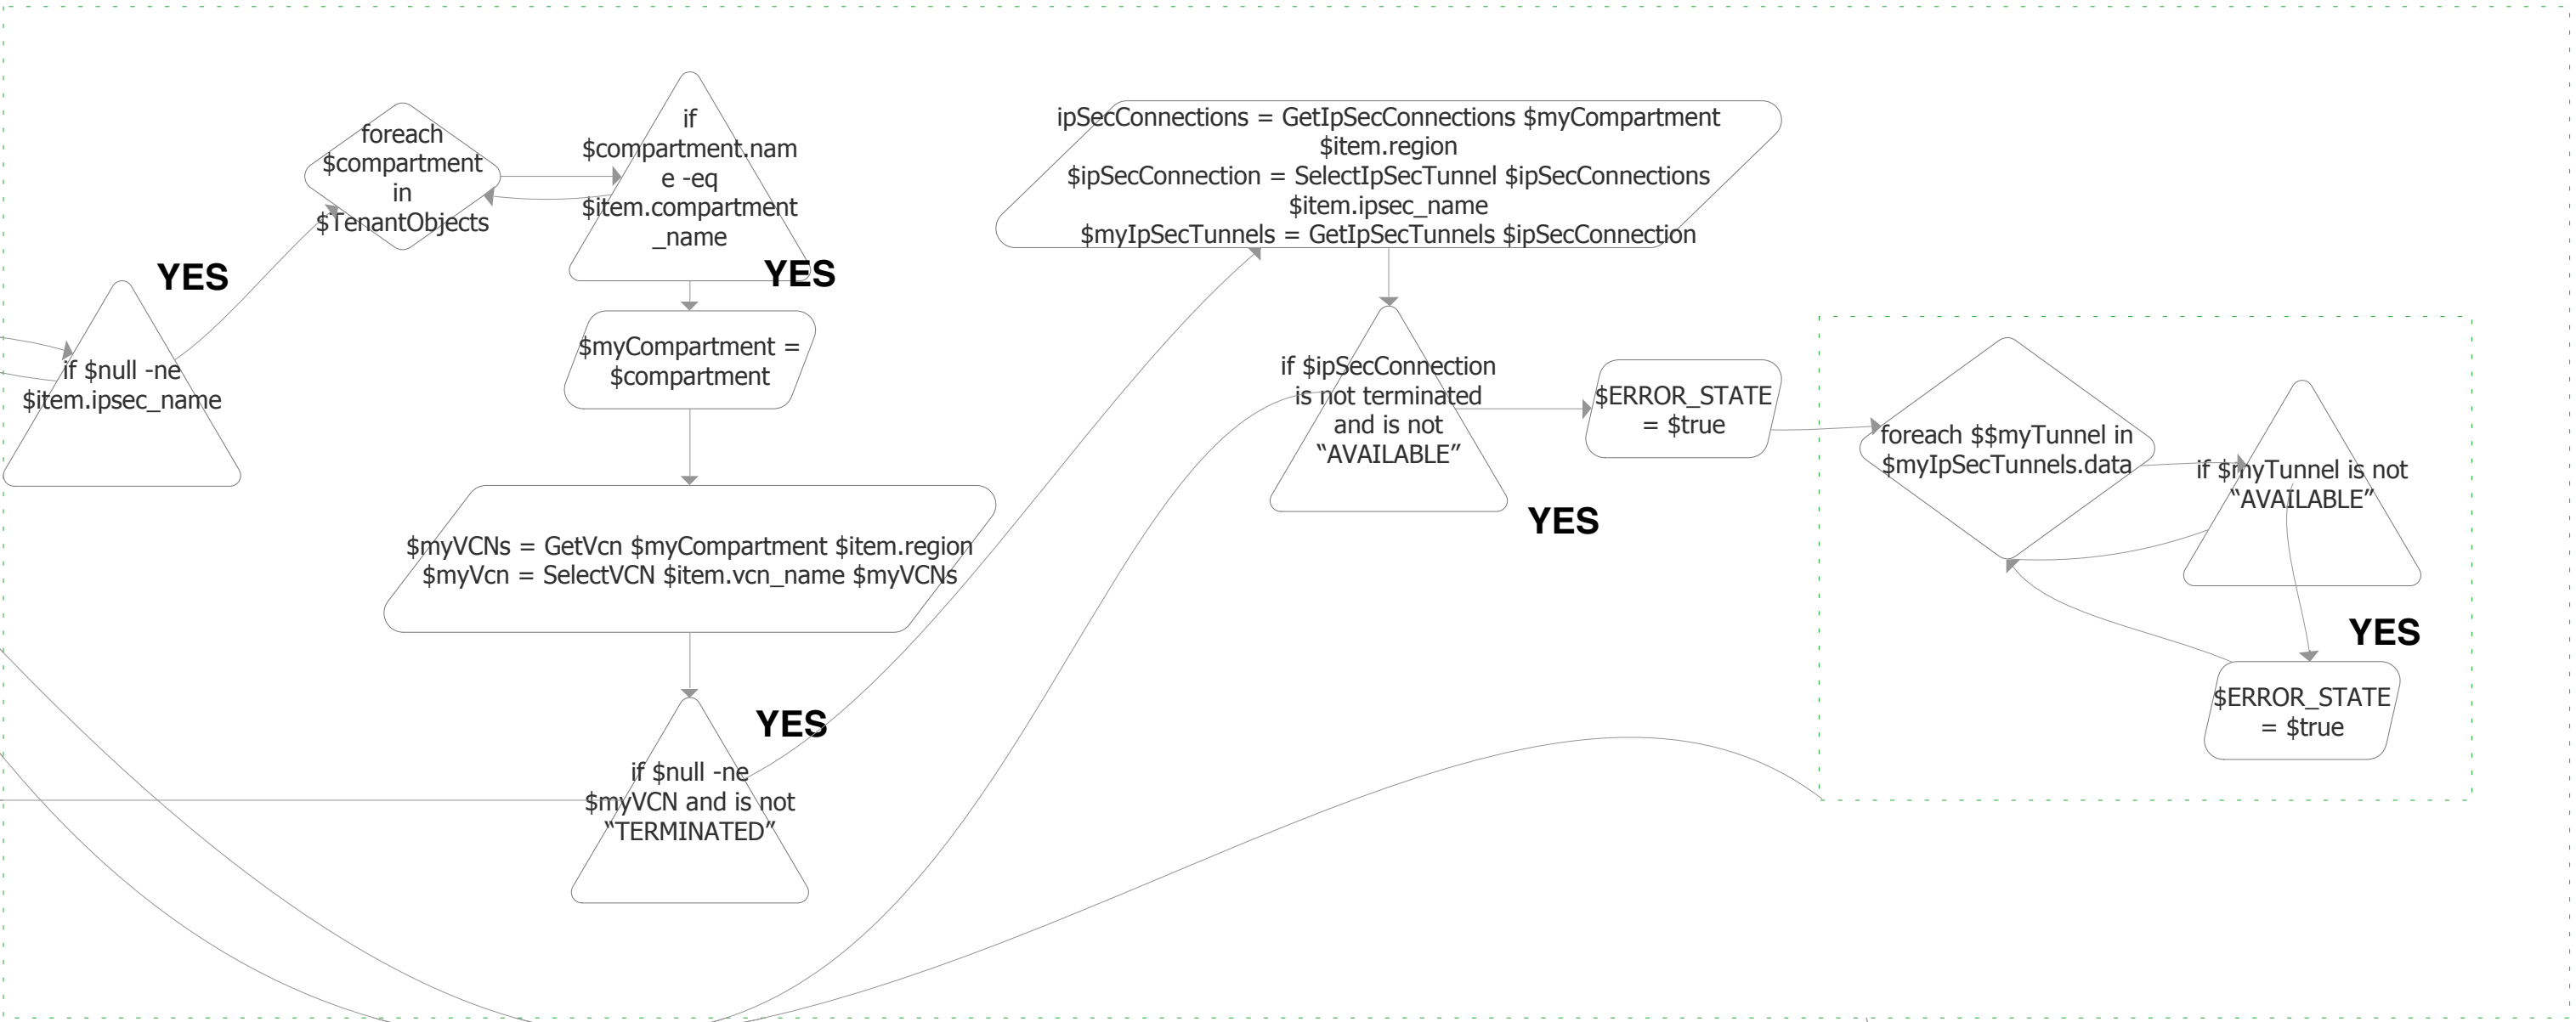 foreach
$compartment
in
$TenantObjects
if
$compartment.nam
e -eq
$item.compartment
_name
YES
YES
if $null -ne
$item.ipsec_name
$myCompartment =
$compartment
$myVCNs = GetVcn $myCompartment $item.region
$myVcn = SelectVCN $item.vcn_name $myVCNs
YES
if $null -ne
$myVCN and is not
“TERMINATED”
ipSecConnections = GetIpSecConnections $myCompartment
$item.region
$ipSecConnection = SelectIpSecTunnel $ipSecConnections
$item.ipsec_name
$myIpSecTunnels = GetIpSecTunnels $ipSecConnection
if $ipSecConnection
is not terminated
and is not
“AVAILABLE”
YES
$ERROR_STATE
= $true
foreach $$myTunnel in
$myIpSecTunnels.data
if $myTunnel is not
“AVAILABLE”
YES
$ERROR_STATE
= $true